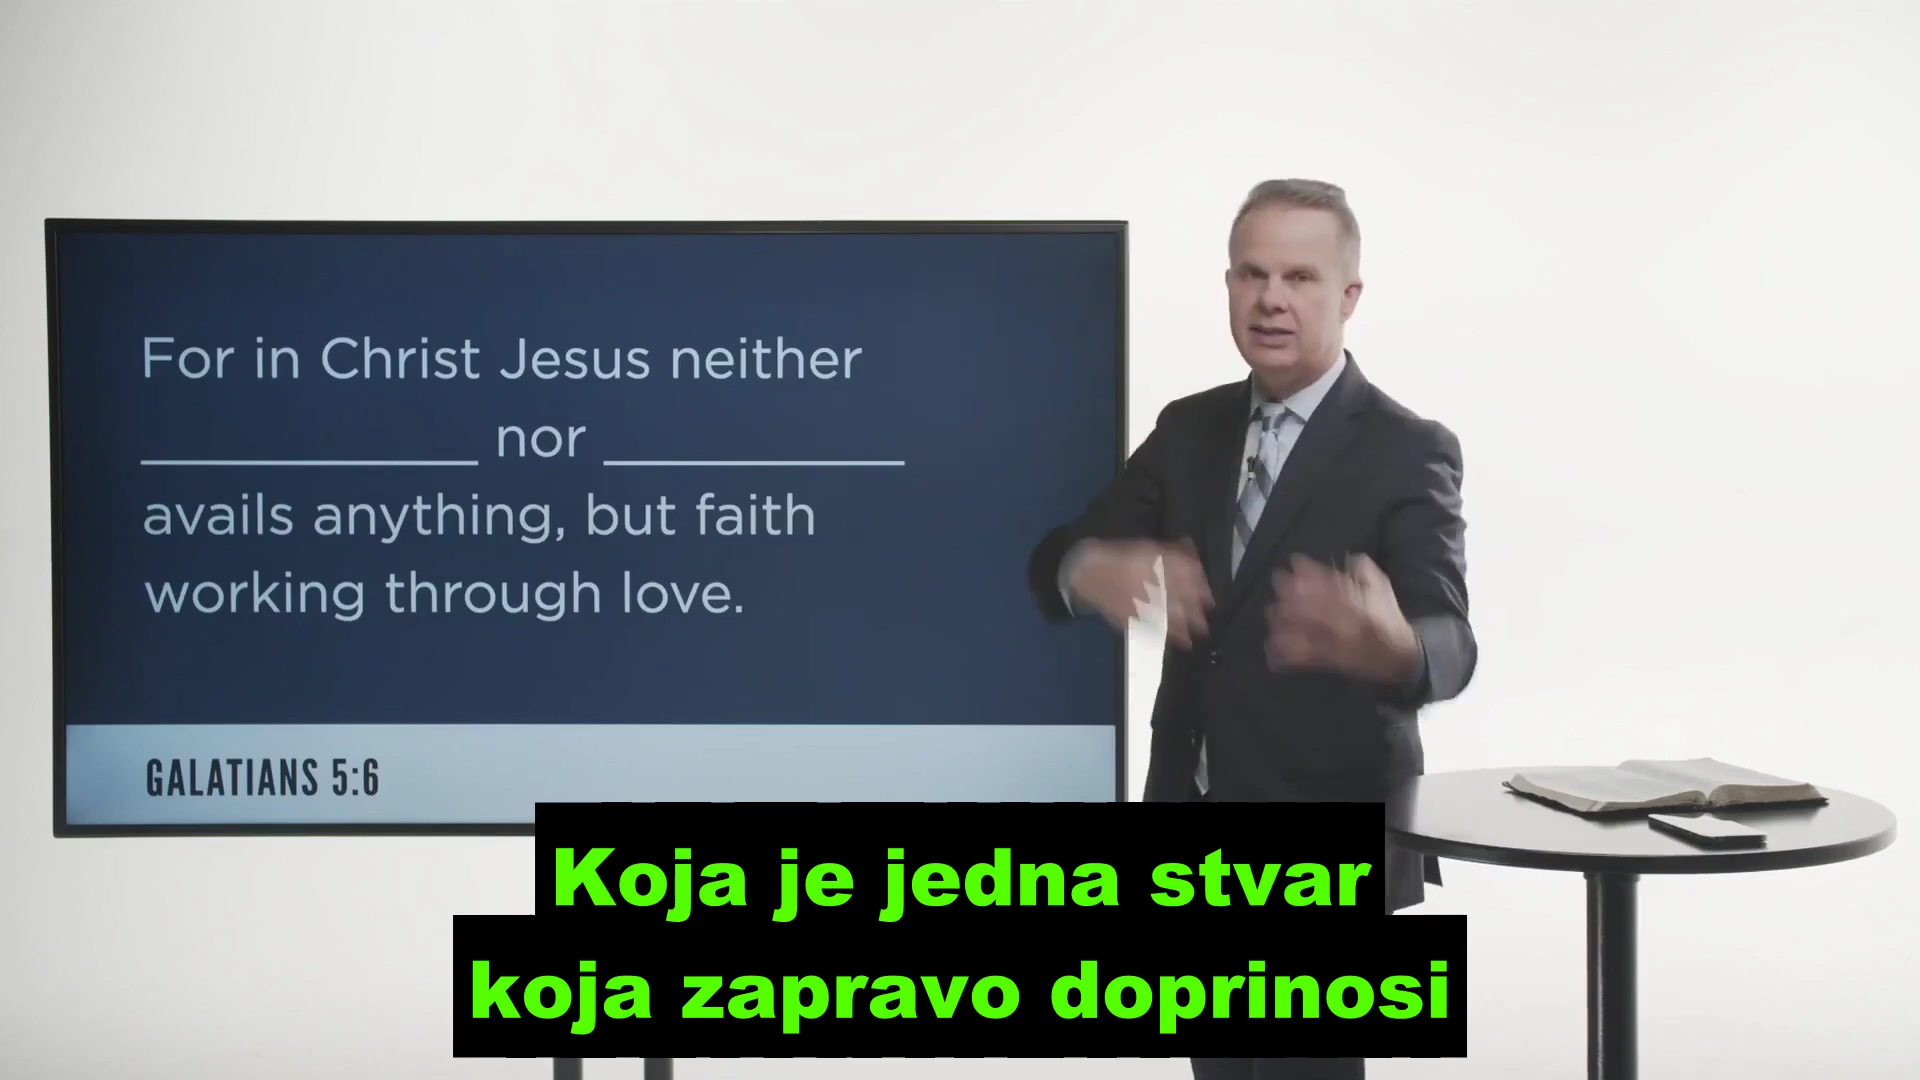 For in Christ Jesus neither
____________ nor ___________
avails anything, but faith
working through love.
GALATIANS 5:6
Koja je jedna stvar
koja zapravo doprinosi